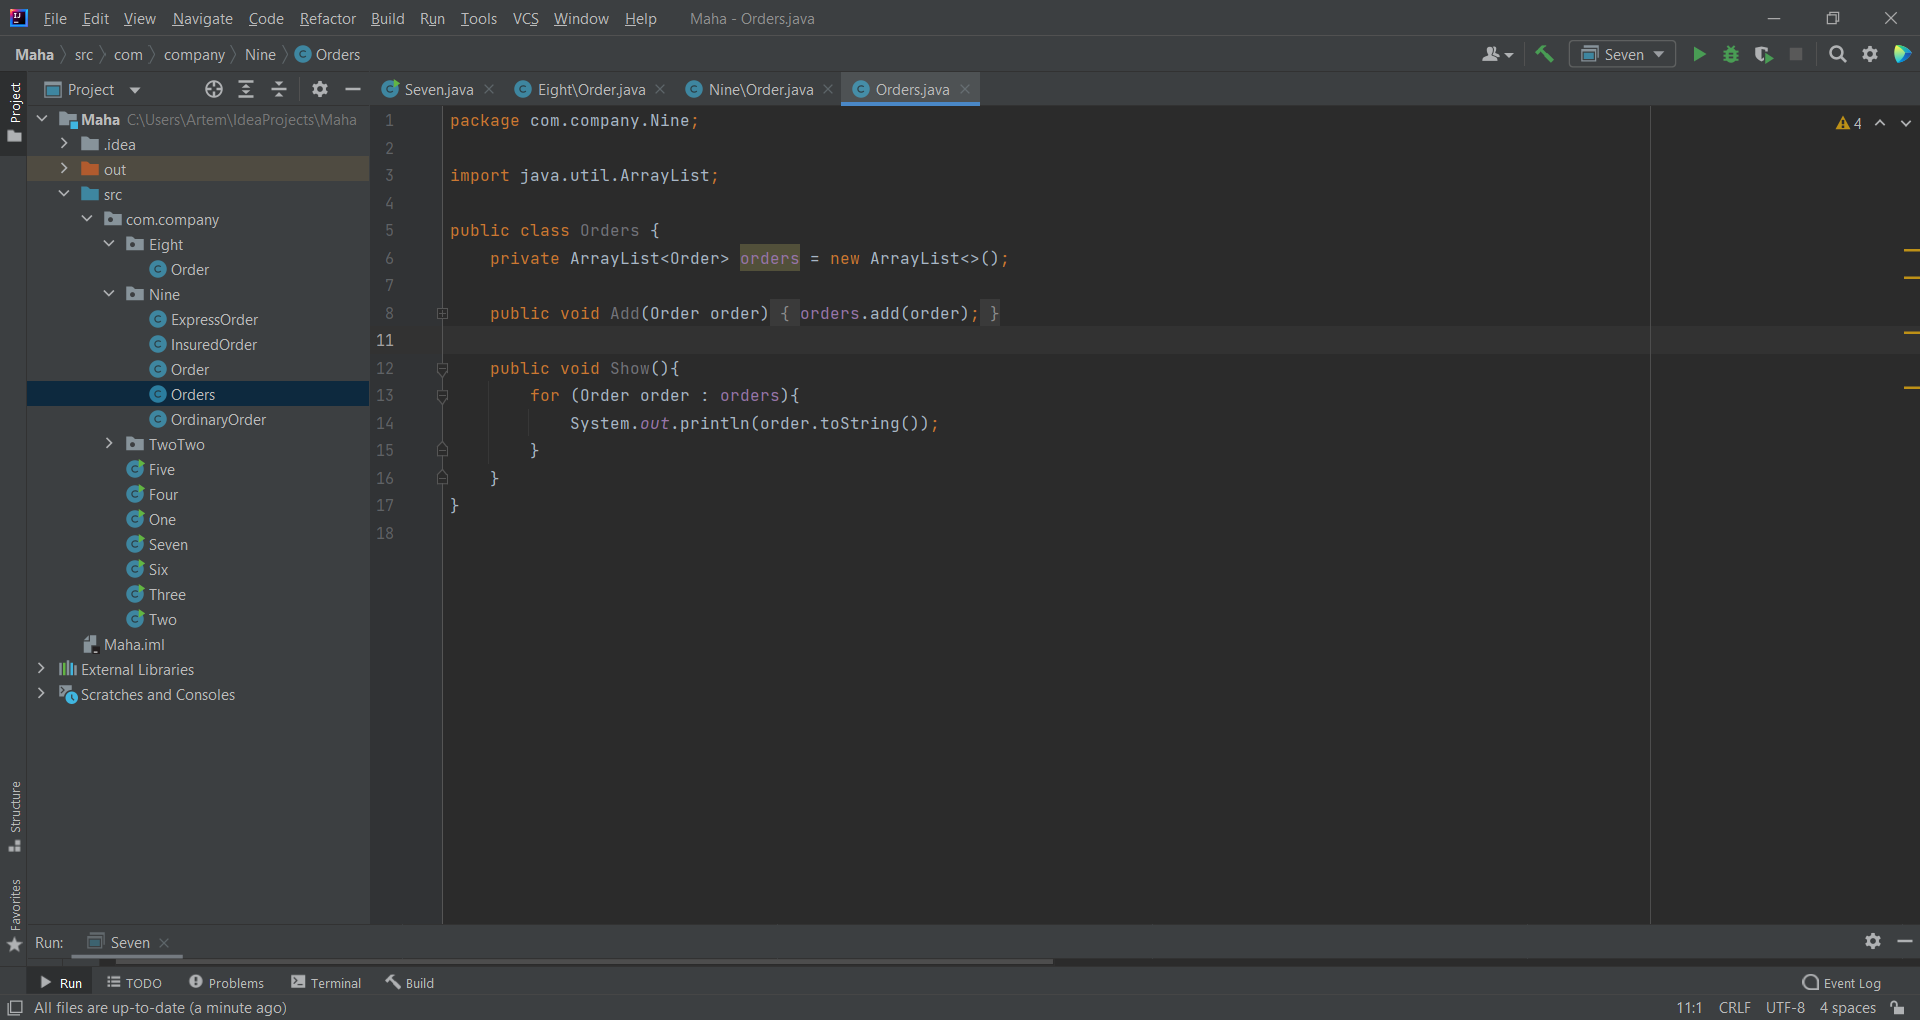 File Edit View Navigate Code Refactor Build Run Tools VCS Window Help Maha - Orders.java
Maha src com company Nine Orders Seven
Project
Project Seven.java Eight\Order.java Nine\Order.java Orders.java
Maha C:\Users\Artem\IdeaProjects\Maha
.idea
out
src
com.company
Eight
Order
Nine
ExpressOrder
InsuredOrder
Order
Orders
OrdinaryOrder
TwoTwo
Five
Four
One
Seven
Six
Three
Two
Maha.iml
External Libraries
Scratches and Consoles
1 package com.company.Nine;
2
3 import java.util.ArrayList;
4
5 public class Orders {
6 private ArrayList<Order> orders = new ArrayList<>();
7
8 public void Add(Order order) { orders.add(order); }
11
12 public void Show(){
13 for (Order order : orders){
14 System.out.println(order.toString());
15 }
16 }
17 }
18
4
Structure
Favorites
Run: Seven
Run TODO Problems Terminal Build Event Log
All files are up-to-date (a minute ago) 11:1 CRLF UTF-8 4 spaces